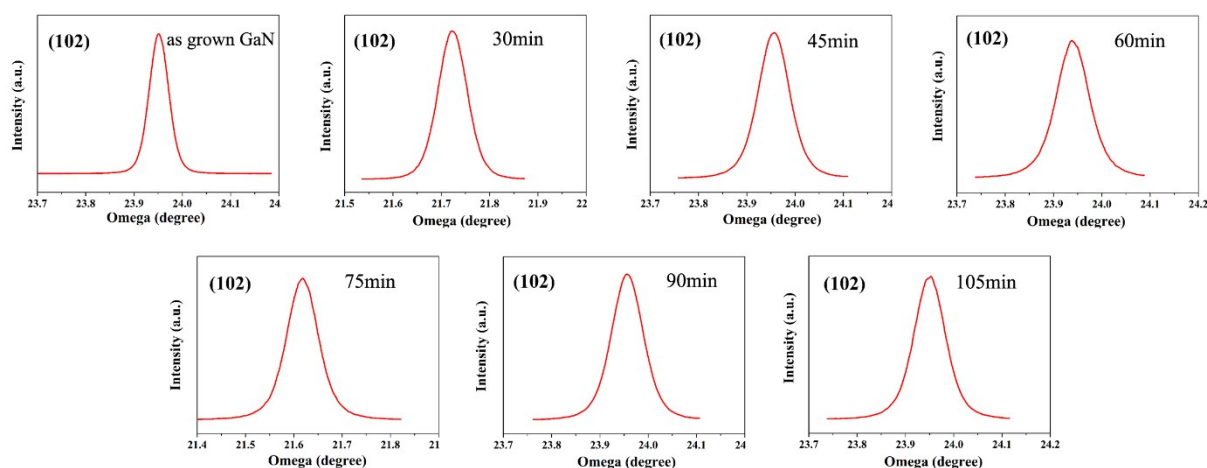 (102) as grown GaN
Intensity (a.u.)
23.7 23.8 23.9 24.0 24.1 24
Omega (degree)
(102) 30min
Intensity (a.u.)
21.5 21.6 21.7 21.8 21.9 22
Omega (degree)
(102) 45min
Intensity (a.u.)
23.7 23.8 23.9 24.0 24.1 24
Omega (degree)
(102) 60min
Intensity (a.u.)
23.7 23.8 23.9 24.0 24.1 24.2
Omega (degree)
(102) 75min
Intensity (a.u.)
21.4 21.5 21.6 21.7 21.8 21
Omega (degree)
(102) 90min
Intensity (a.u.)
23.7 23.8 23.9 24.0 24.1 24
Omega (degree)
(102) 105min
Intensity (a.u.)
23.7 23.8 23.9 24.0 24.1 24.2
Omega (degree)